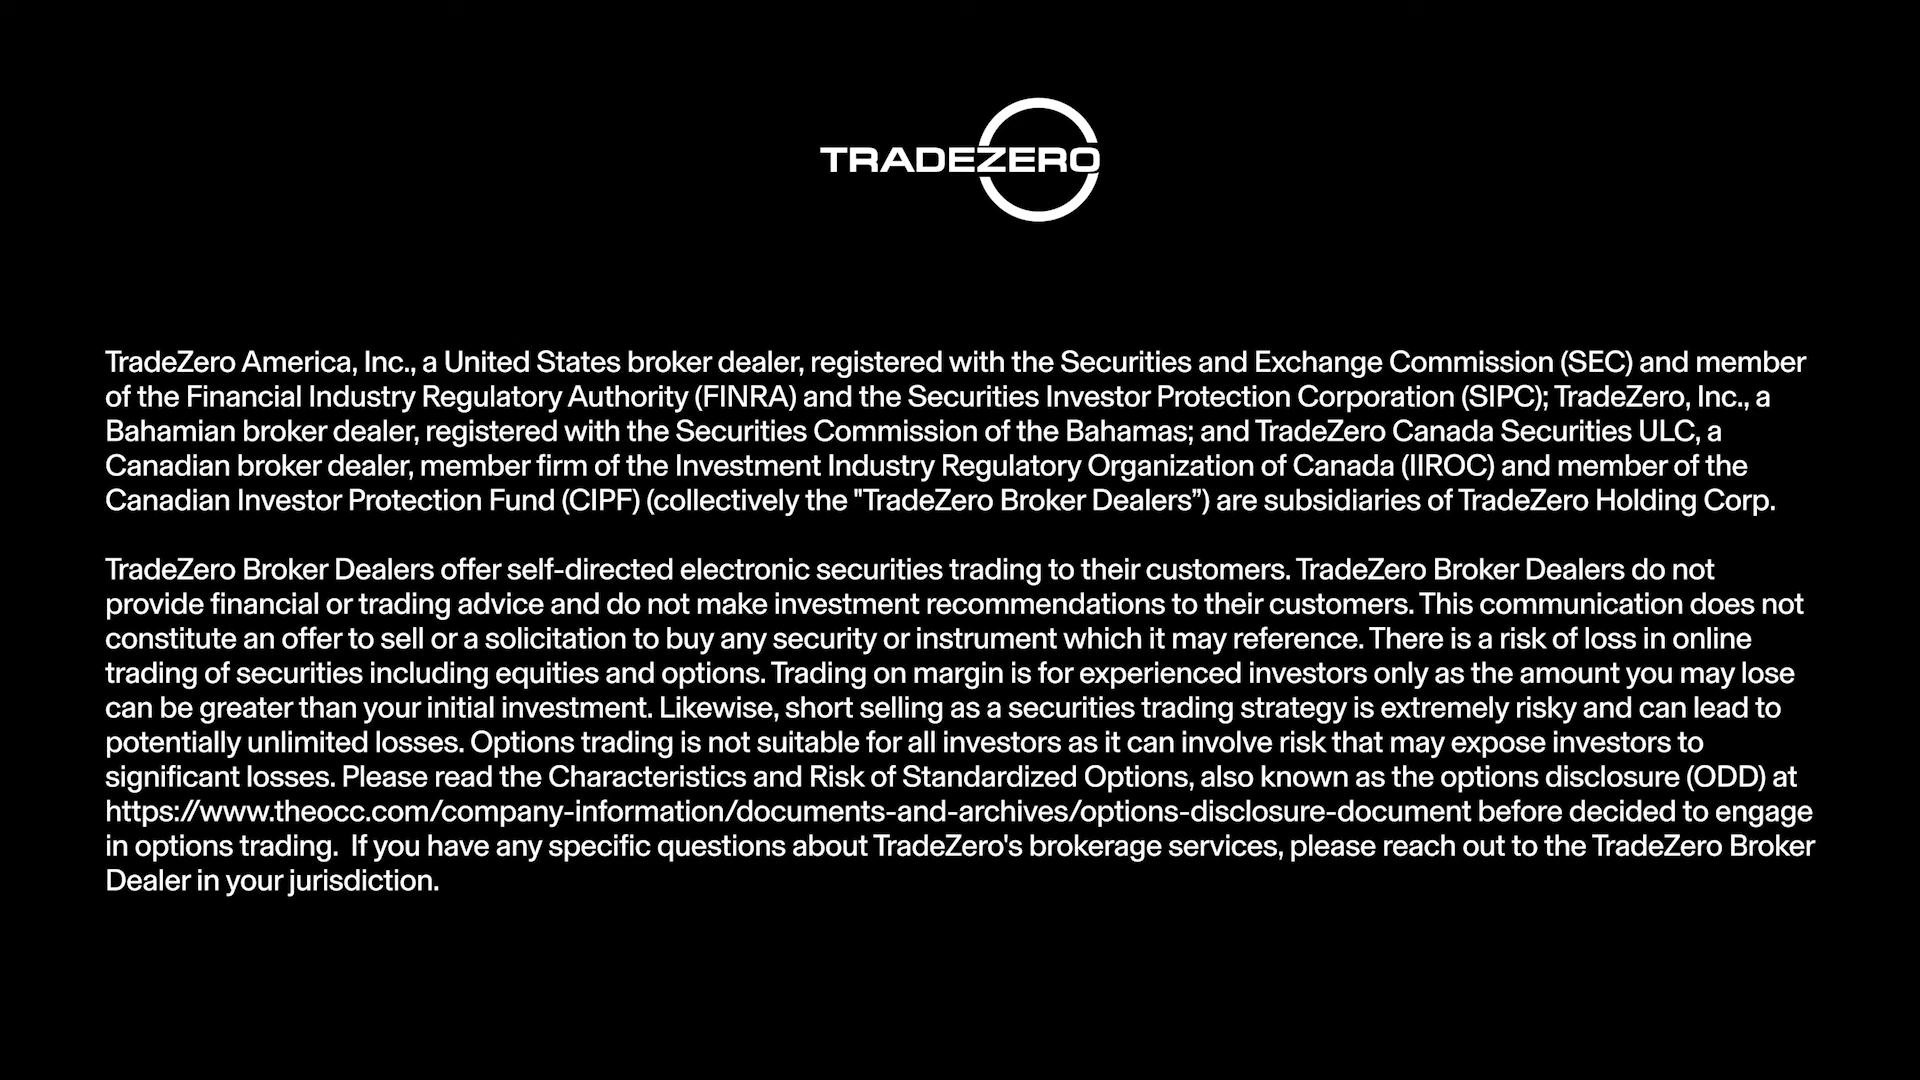 TRADEZERO
TradeZero America, Inc., a United States broker dealer, registered with the Securities and Exchange Commission (SEC) and member
of the Financial Industry Regulatory Authority (FINRA) and the Securities Investor Protection Corporation (SIPC); TradeZero, Inc., a
Bahamian broker dealer, registered with the Securities Commission of the Bahamas; and TradeZero Canada Securities ULC, a
Canadian broker dealer, member firm of the Investment Industry Regulatory Organization of Canada (IIROC) and member of the
Canadian Investor Protection Fund (CIPF) (collectively the "TradeZero Broker Dealers”) are subsidiaries of TradeZero Holding Corp.
TradeZero Broker Dealers offer self-directed electronic securities trading to their customers. TradeZero Broker Dealers do not
provide financial or trading advice and do not make investment recommendations to their customers. This communication does not
constitute an offer to sell or a solicitation to buy any security or instrument which it may reference. There is a risk of loss in online
trading of securities including equities and options. Trading on margin is for experienced investors only as the amount you may lose
can be greater than your initial investment. Likewise, short selling as a securities trading strategy is extremely risky and can lead to
potentially unlimited losses. Options trading is not suitable for all investors as it can involve risk that may expose investors to
significant losses. Please read the Characteristics and Risk of Standardized Options, also known as the options disclosure (ODD) at
https://www.theocc.com/company-information/documents-and-archives/options-disclosure-document before decided to engage
in options trading.  If you have any specific questions about TradeZero's brokerage services, please reach out to the TradeZero Broker
Dealer in your jurisdiction.